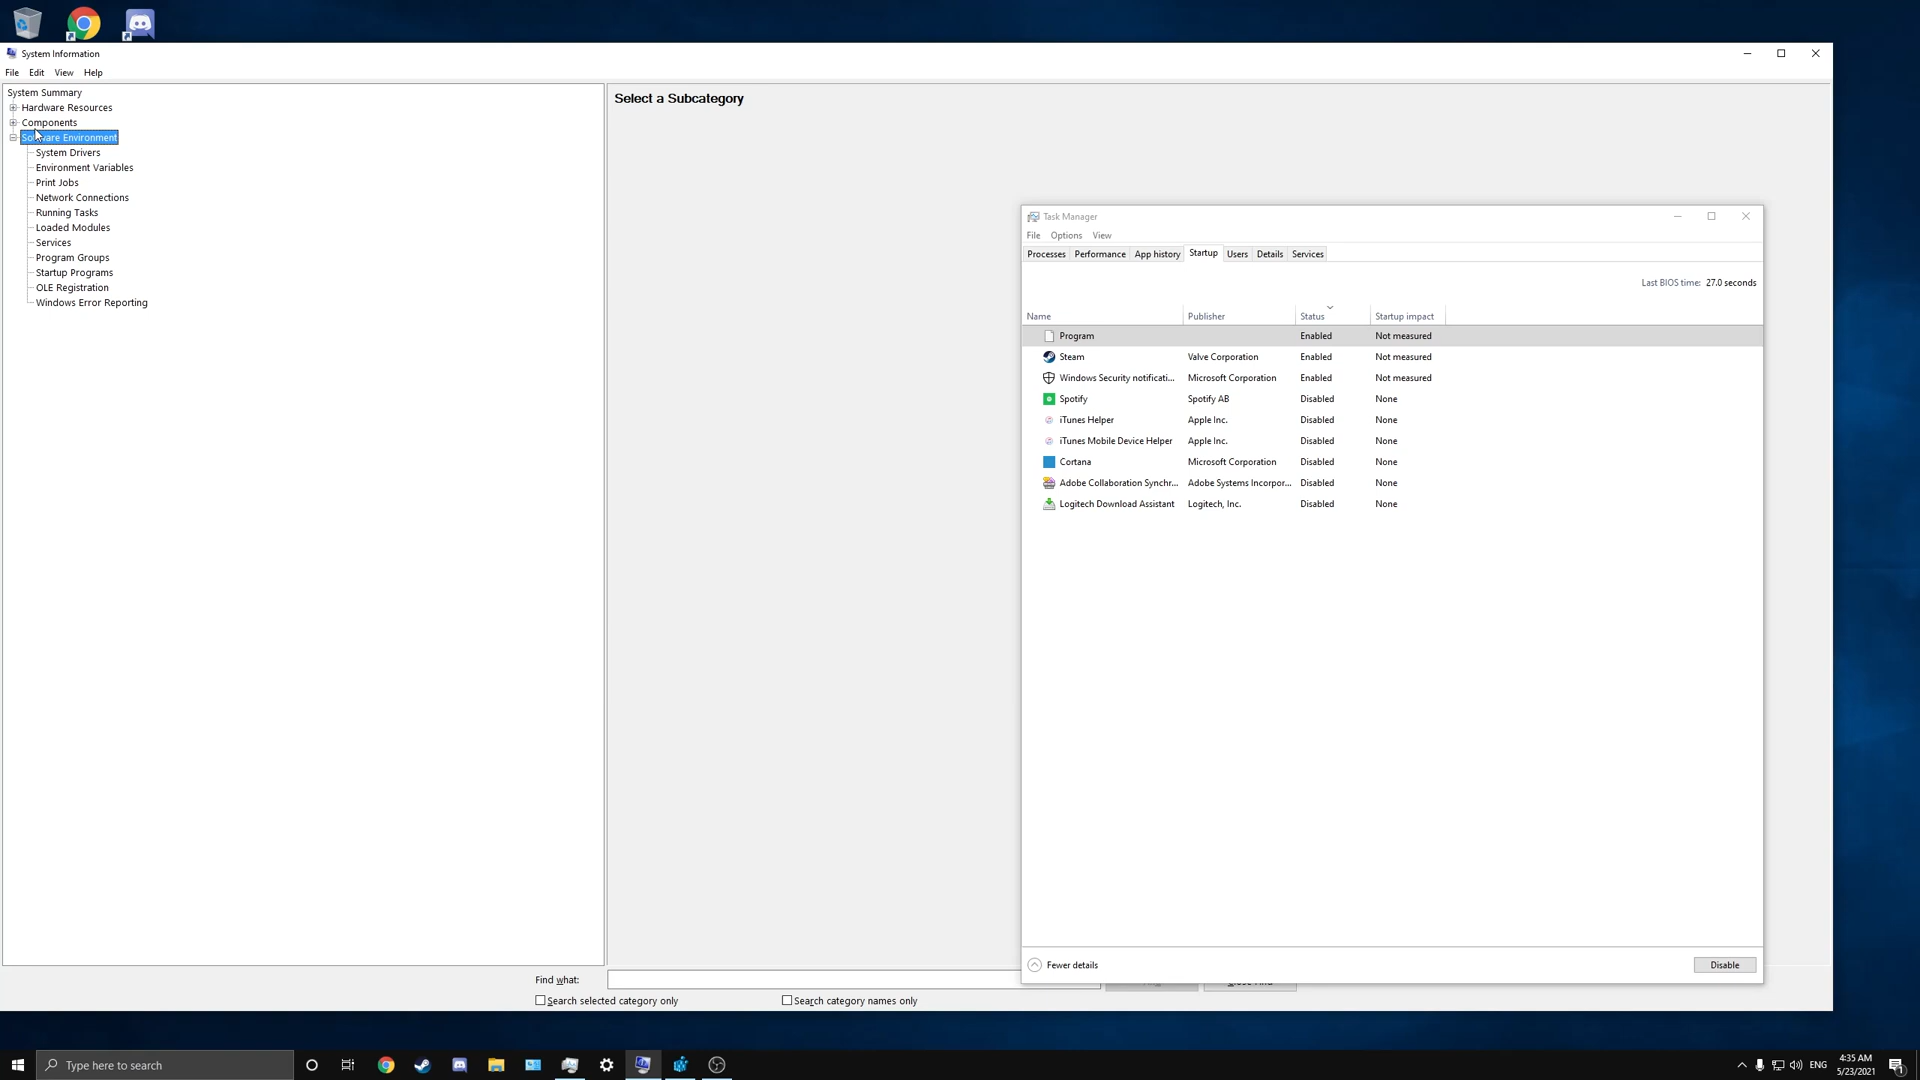 System Information
File Edit View Help
System Summary
Hardware Resources
Components
Software Environment
System Drivers
Environment Variables
Print Jobs
Network Connections
Running Tasks
Loaded Modules
Services
Program Groups
Startup Programs
OLE Registration
Windows Error Reporting
Select a Subcategory
Task Manager
File Options View
Processes Performance App history Startup Users Details Services
Last BIOS time: 27.0 seconds
Name Publisher Status Startup impact
Program Enabled Not measured
Steam Valve Corporation Enabled Not measured
Windows Security notificati... Microsoft Corporation Enabled Not measured
Spotify Spotify AB Disabled None
iTunes Helper Apple Inc. Disabled None
iTunes Mobile Device Helper Apple Inc. Disabled None
Cortana Microsoft Corporation Disabled None
Adobe Collaboration Synchr... Adobe Systems Incorpor... Disabled None
Logitech Download Assistant Logitech, Inc. Disabled None
Fewer details Disable
Find what:
Search selected category only Search category names only
Type here to search
ENG
4:35 AM
5/23/2021